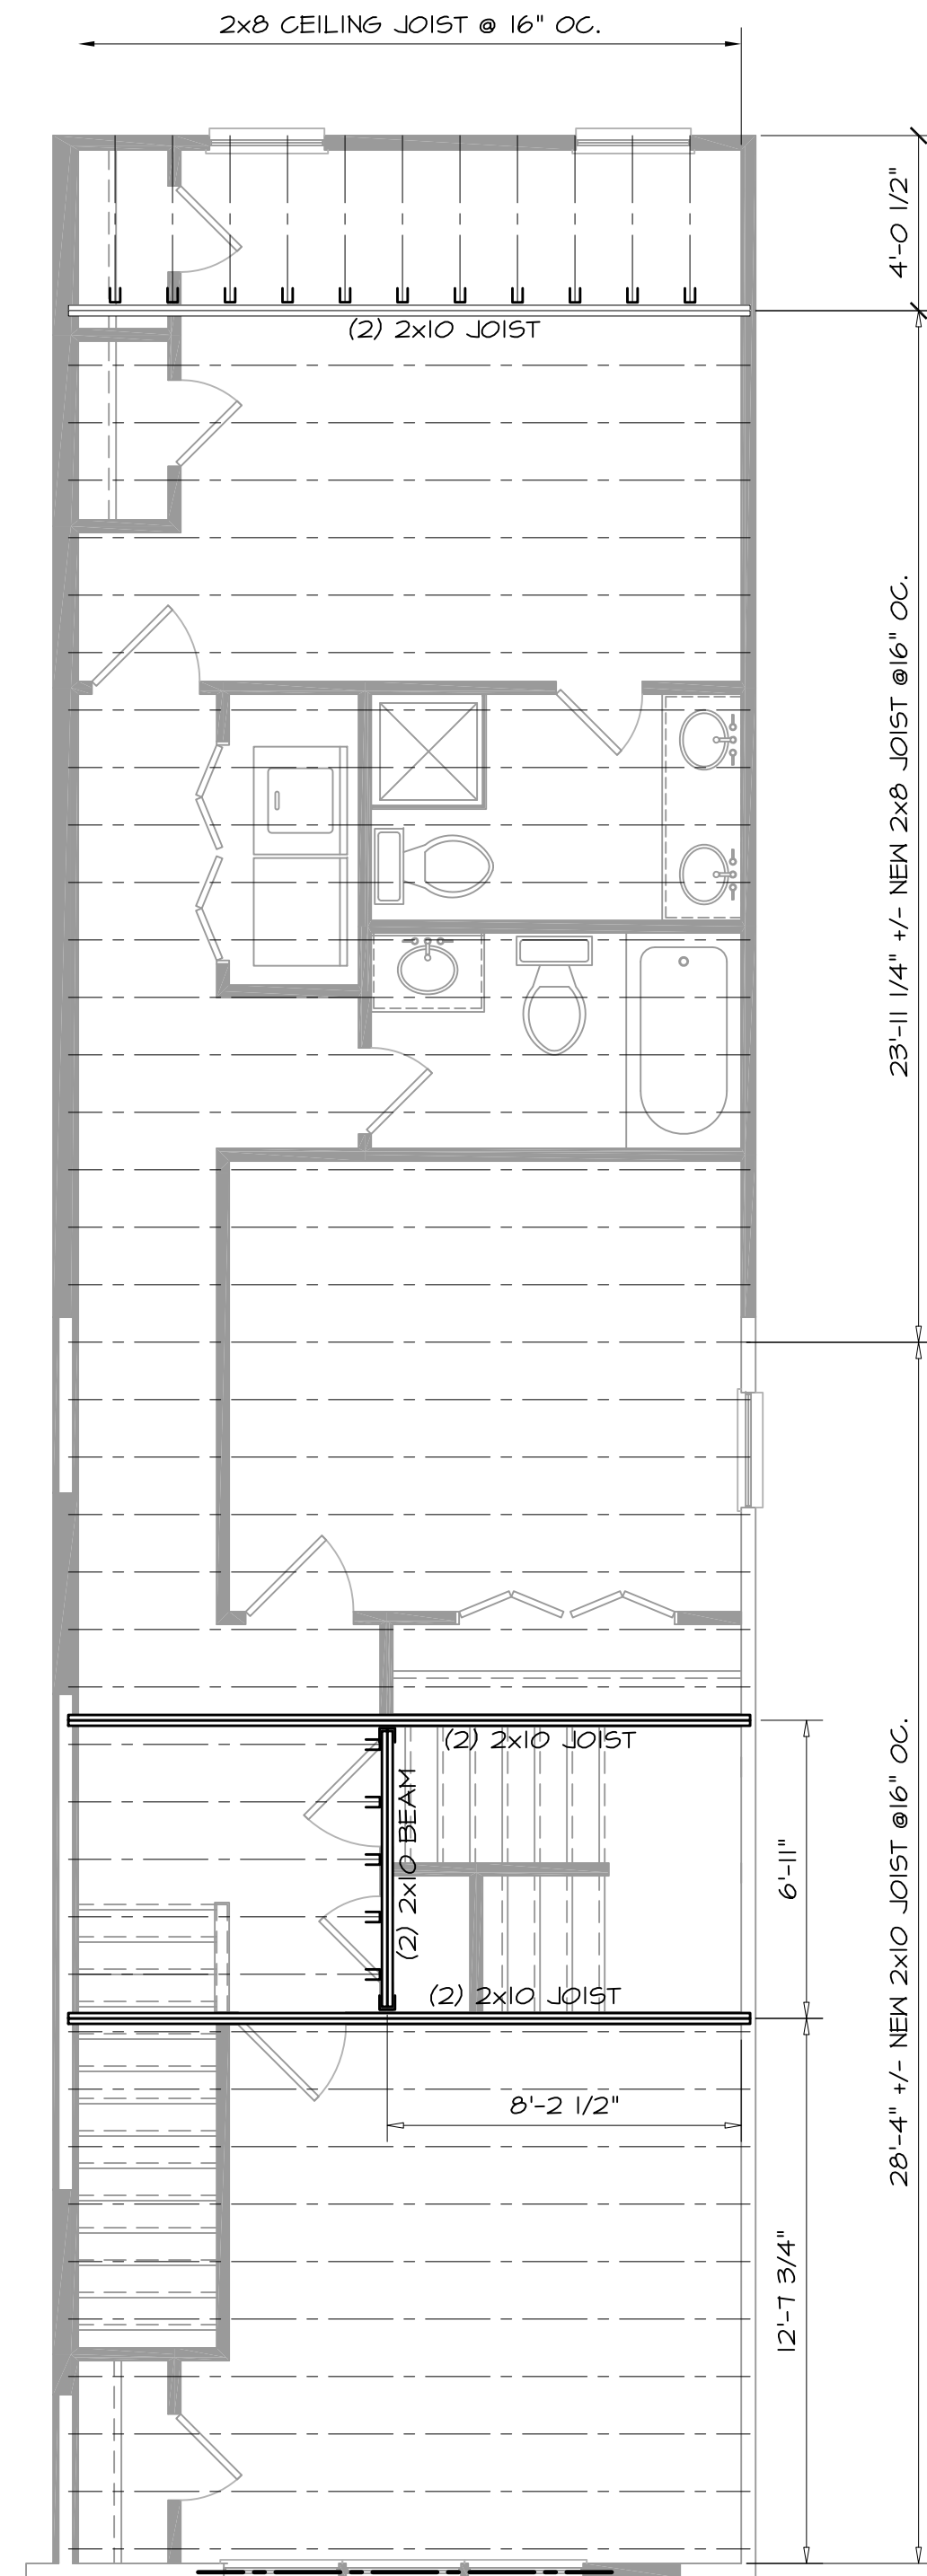 2x8 CEILING JOIST @ 16" OC.
4'-0 1/2"
(2) 2x10 JOIST
23'-11 1/4" +/- NEW 2x8 JOIST @16" OC.
(2) 2x10 JOIST
(2) 2x10 BEAM
6'-11"
28'-4" +/- NEW 2x10 JOIST @16" OC.
(2) 2x10 JOIST
8'-2 1/2"
12'-7 3/4"